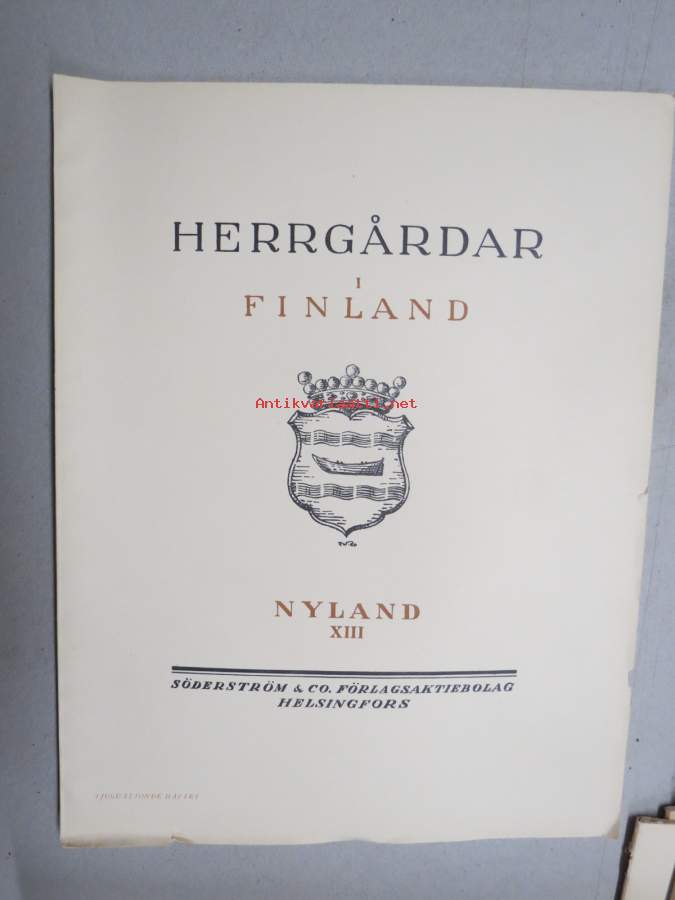 HERRGÅRDAR
I
FINLAND
Antikvariaatti.net
NYLAND
XIII
SÖDERSTRÖM & CO. FÖRLAGSAKTIEBOLAG
HELSINGFORS